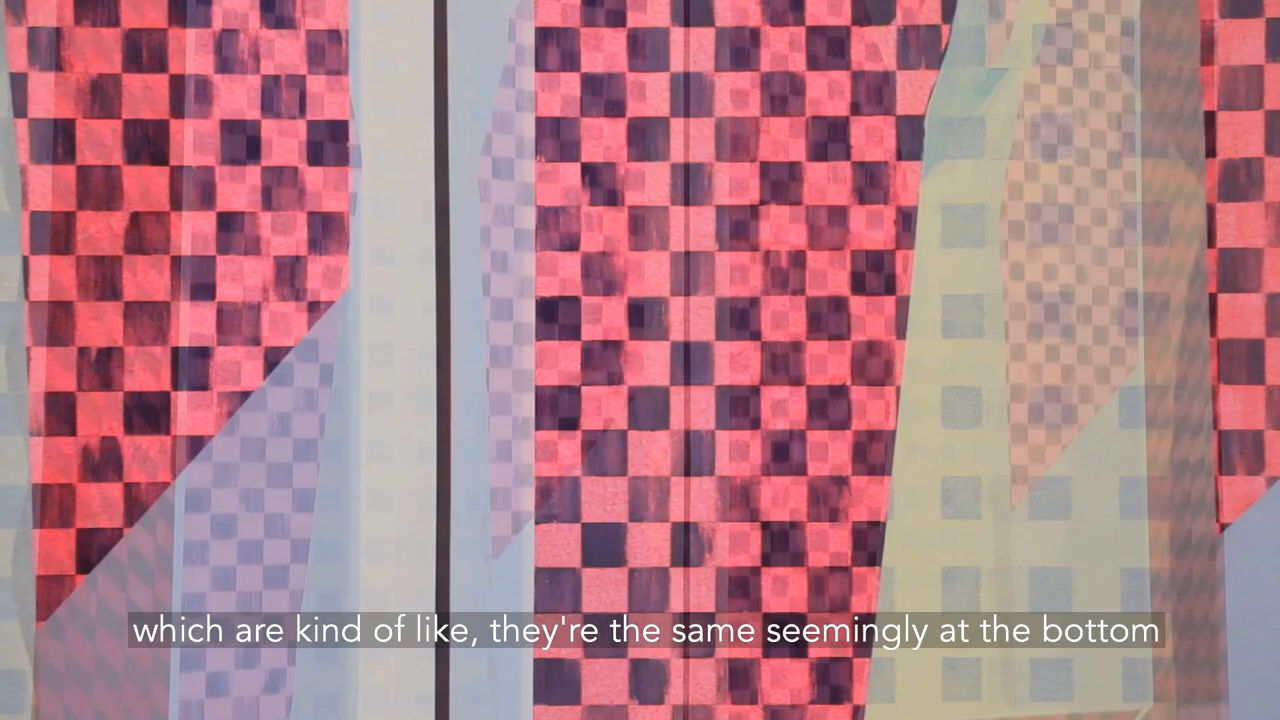 which are kind of like, they're the same seemingly at the bottom